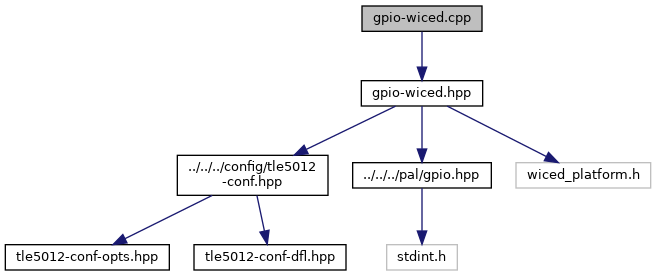 gpio-wiced.cpp
gpio-wiced.hpp
../../../config/tle5012
-conf.hpp
../../../pal/gpio.hpp
wiced_platform.h
tle5012-conf-opts.hpp
tle5012-conf-dfl.hpp
stdint.h